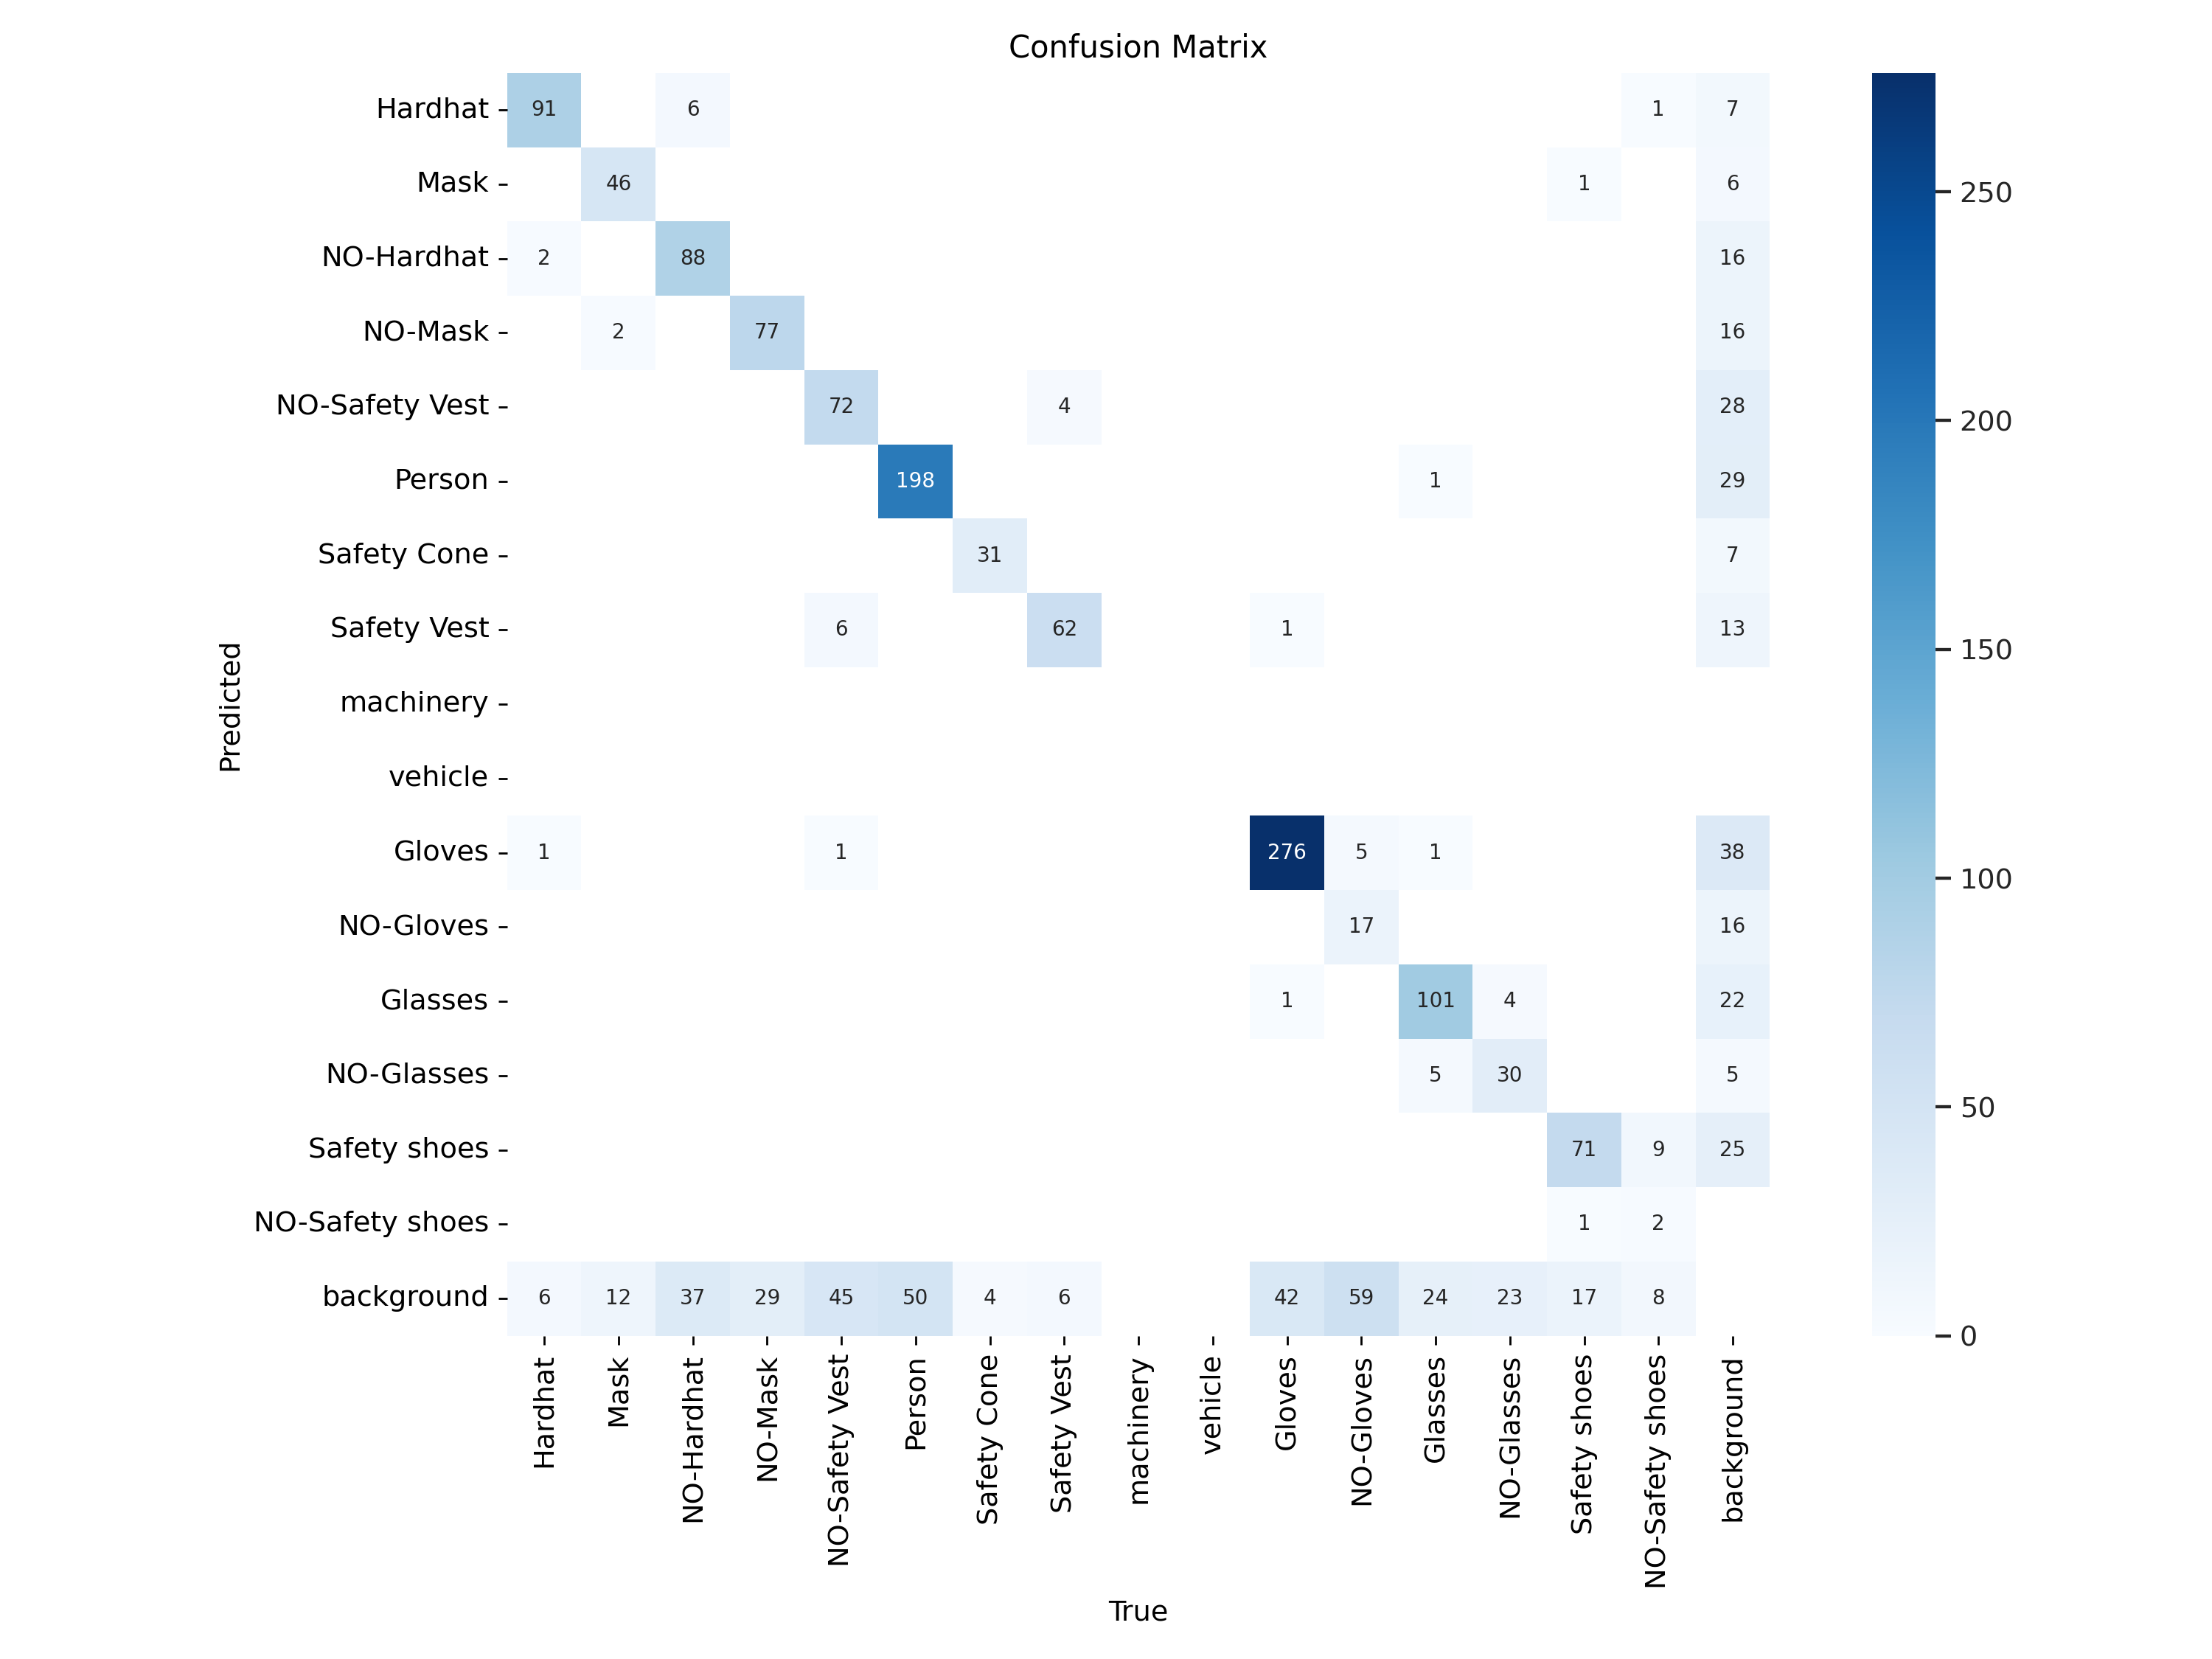 Confusion Matrix
Hardhat 91 6 1 7
Mask 46 1 6
NO-Hardhat 2 88 16
NO-Mask 2 77 16
NO-Safety Vest 72 4 28
Person 198 1 29
Safety Cone 31 7
Safety Vest 6 62 1 13
machinery
vehicle
Gloves 1 1 276 5 1 38
NO-Gloves 17 16
Glasses 1 101 4 22
NO-Glasses 5 30 5
Safety shoes 71 9 25
NO-Safety shoes 1 2
background 6 12 37 29 45 50 4 6 42 59 24 23 17 8
Predicted
Hardhat
Mask
NO-Hardhat
NO-Mask
NO-Safety Vest
Person
Safety Cone
Safety Vest
machinery
vehicle
Gloves
NO-Gloves
Glasses
NO-Glasses
Safety shoes
NO-Safety shoes
background
True
250
200
150
100
50
0